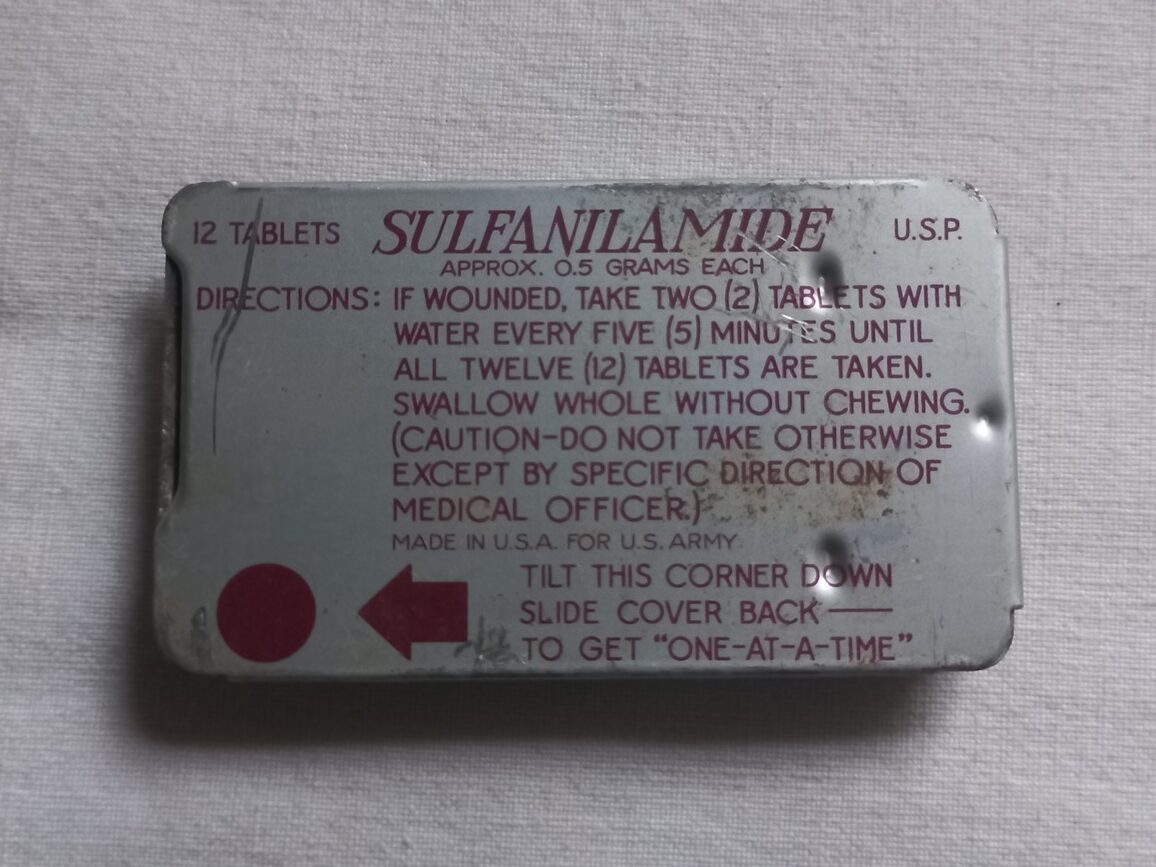 12 TABLETS SULFANILAMIDE U.S.P.
APPROX. 0.5 GRAMS EACH
DIRECTIONS: IF WOUNDED, TAKE TWO (2) TABLETS WITH
WATER EVERY FIVE (5) MINUTES UNTIL
ALL TWELVE (12) TABLETS ARE TAKEN.
SWALLOW WHOLE WITHOUT CHEWING.
(CAUTION-DO NOT TAKE OTHERWISE
EXCEPT BY SPECIFIC DIRECTION OF
MEDICAL OFFICER.)
MADE IN U.S.A. FOR U.S. ARMY
TILT THIS CORNER DOWN
SLIDE COVER BACK—
TO GET “ONE-AT-A-TIME”